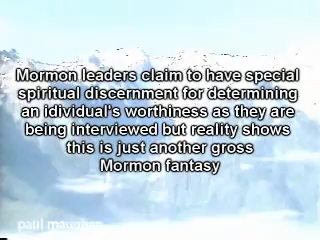 Mormon leaders claim to have special
spiritual discernment for determining
an idividual's worthiness as they are
being interviewed but reality shows
this is just another gross
Mormon fantasy
paul maugha